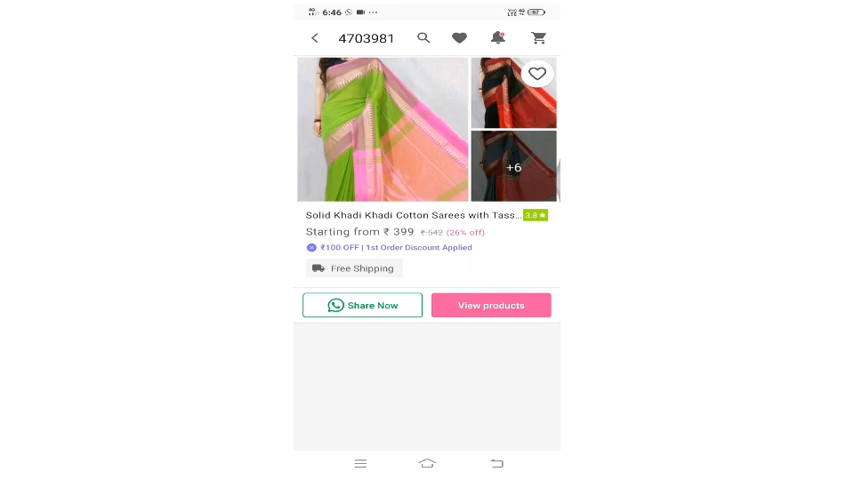 6:46
67
4703981
+6
Solid Khadi Khadi Cotton Sarees with Tass... 3.8 ★
Starting from ₹ 399 ₹ 542 (26% off)
₹100 OFF | 1st Order Discount Applied
Free Shipping
Share Now View products